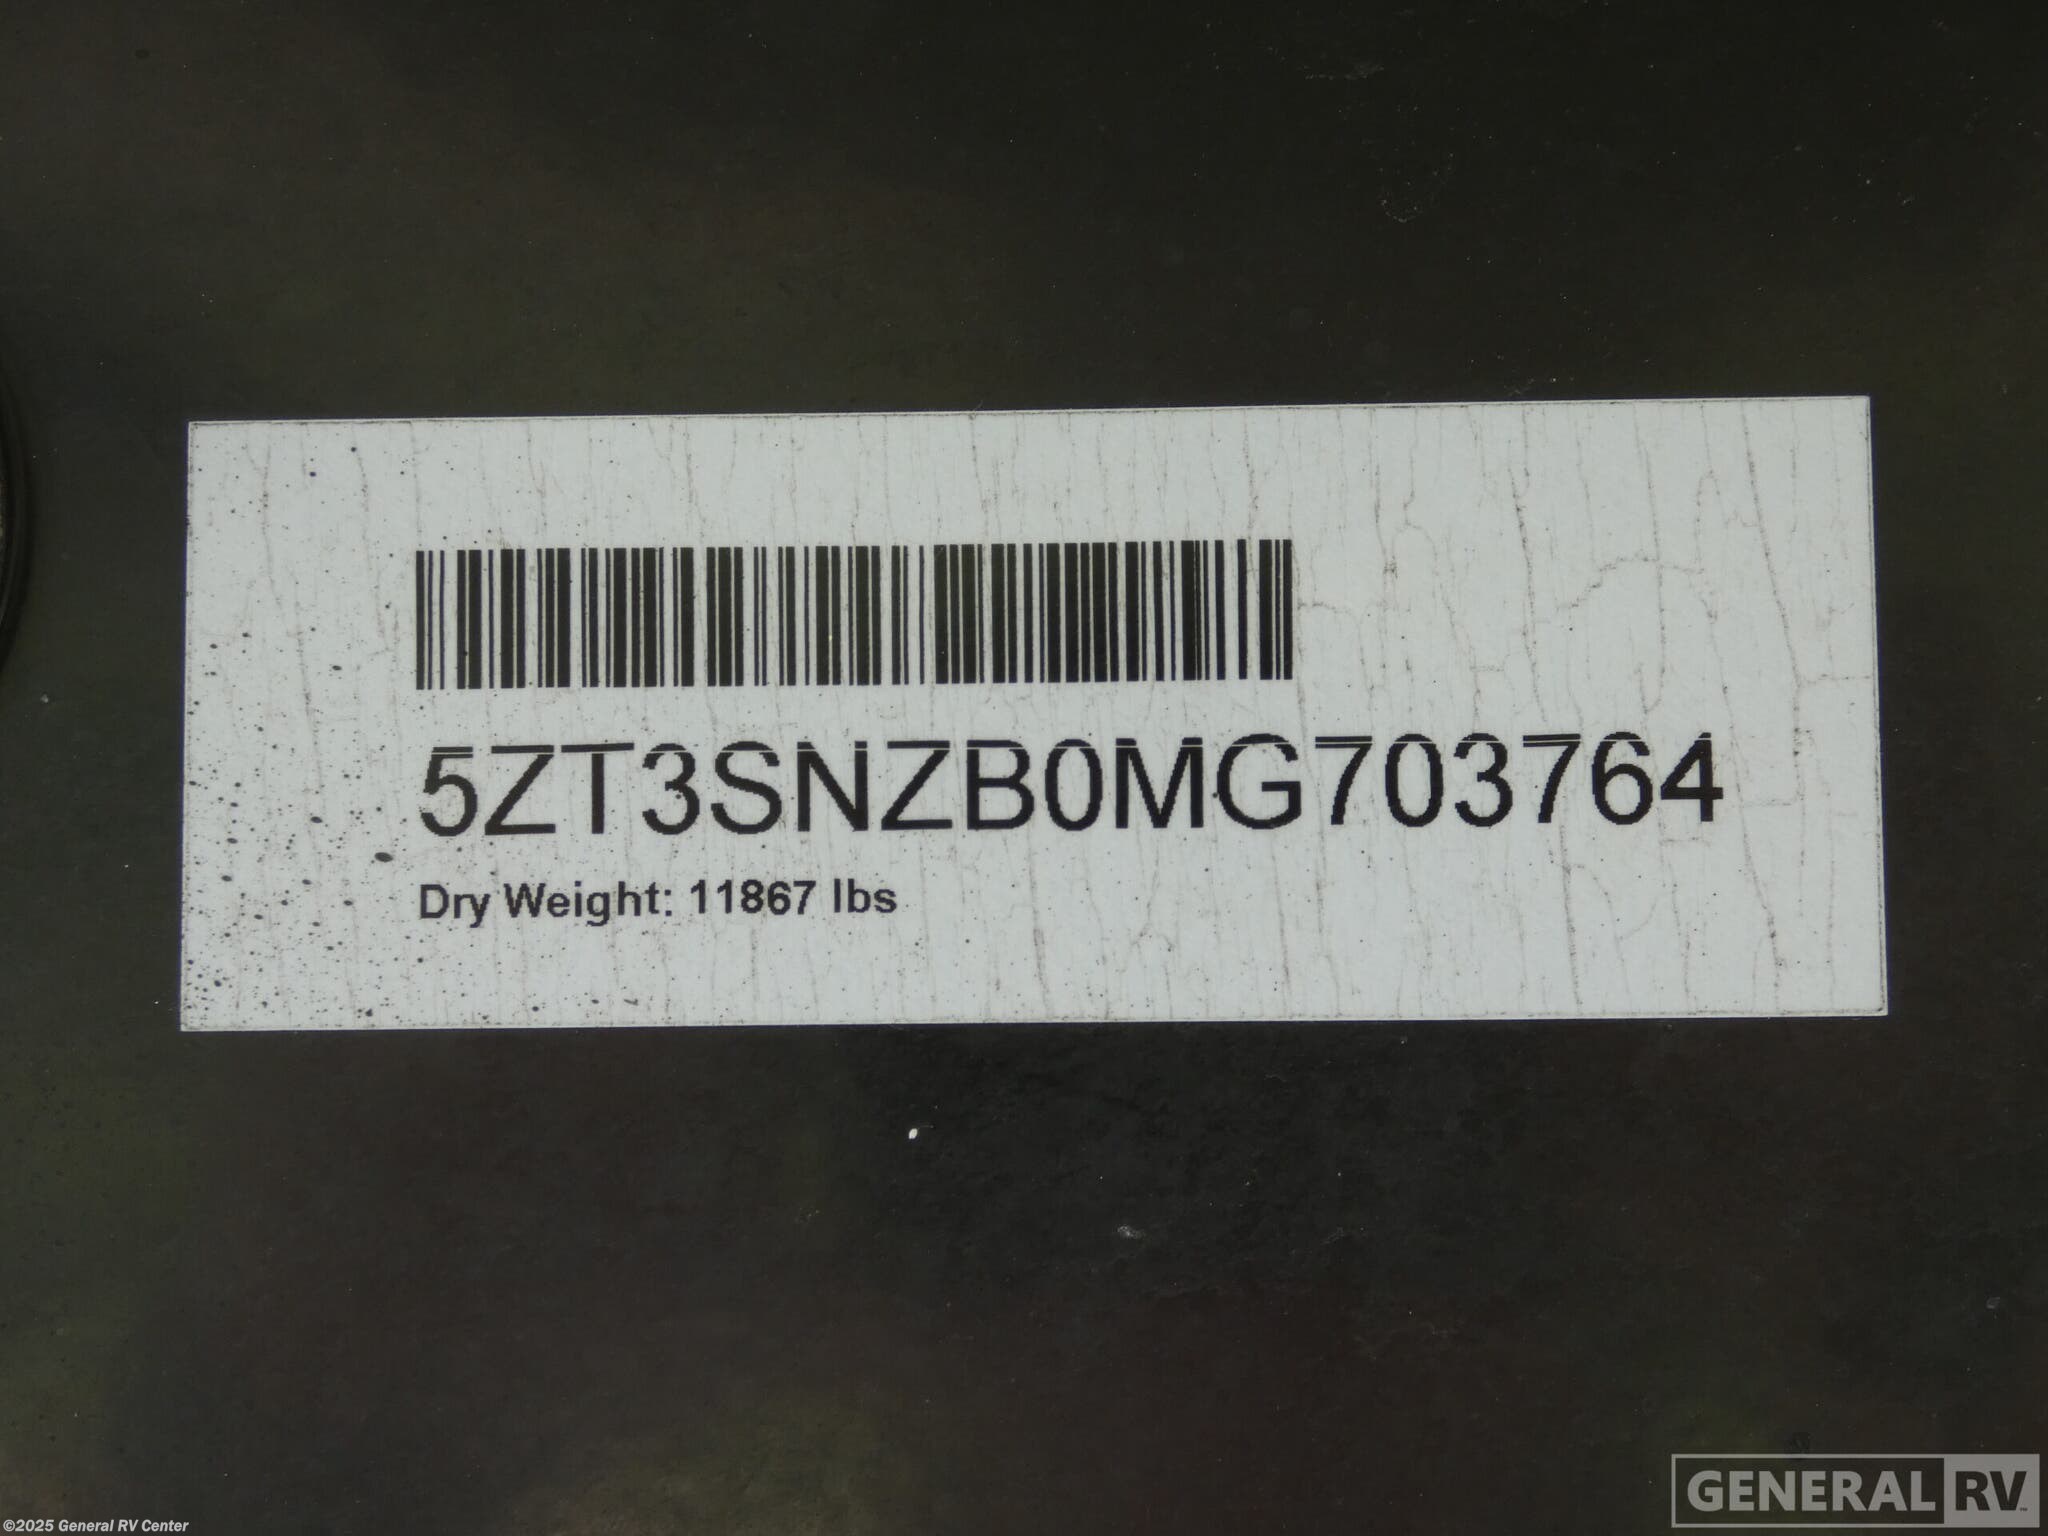 5ZT3SNZB0MG703764
Dry Weight: 11867 lbs
GENERAL RV
©2025 General RV Center